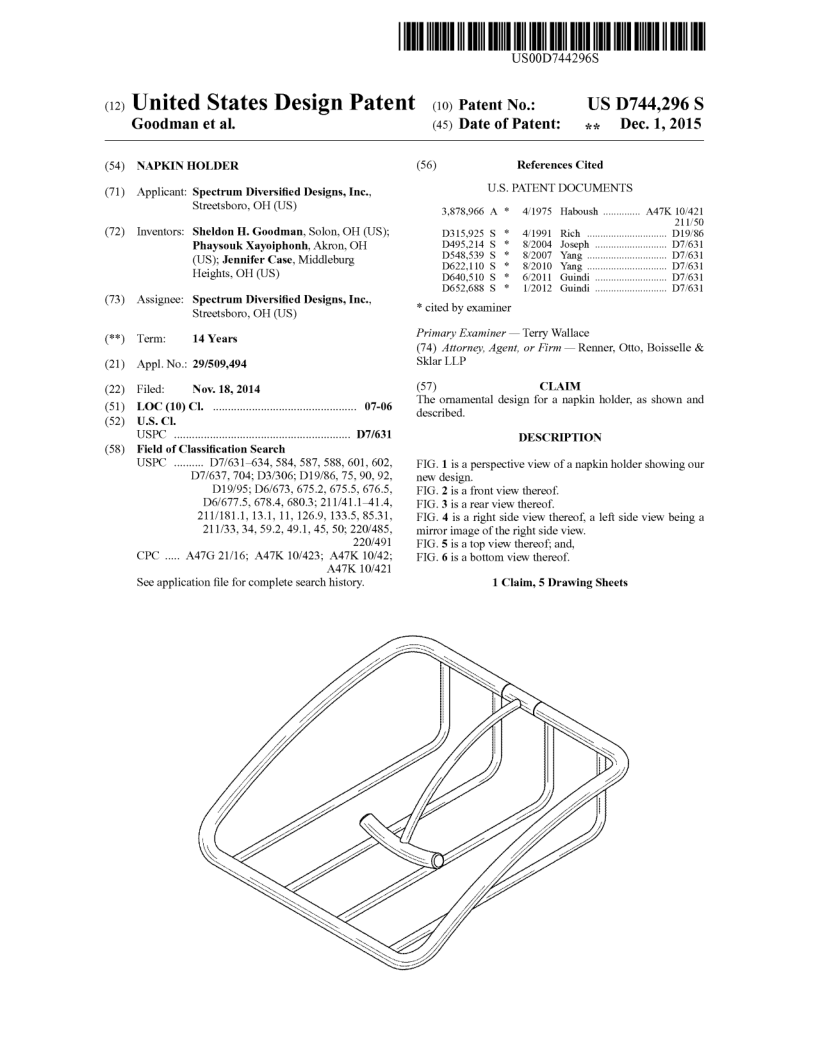 US00D744296S
(12) United States Design Patent
Goodman et al.
(10) Patent No.: US D744,296 S
(45) Date of Patent: ** Dec. 1, 2015
(54) NAPKIN HOLDER
(71) Applicant: Spectrum Diversified Designs, Inc.,
Streetsboro, OH (US)
(72) Inventors: Sheldon H. Goodman, Solon, OH (US);
Phaysouk Xayoiphonh, Akron, OH
(US); Jennifer Case, Middleburg
Heights, OH (US)
(73) Assignee: Spectrum Diversified Designs, Inc.,
Streetsboro, OH (US)
(**) Term: 14 Years
(21) Appl. No.: 29/509,494
(22) Filed: Nov. 18, 2014
(51) LOC (10) Cl. ................................................ 07-06
(52) U.S. Cl.
USPC ........................................................... D7/631
(58) Field of Classification Search
USPC .......... D7/631–634, 584, 587, 588, 601, 602,
D7/637, 704; D3/306; D19/86, 75, 90, 92,
D19/95; D6/673, 675.2, 675.5, 676.5,
D6/677.5, 678.4, 680.3; 211/41.1–41.4,
211/181.1, 13.1, 11, 126.9, 133.5, 85.31,
211/33, 34, 59.2, 49.1, 45, 50; 220/485,
220/491
CPC ..... A47G 21/16; A47K 10/423; A47K 10/42;
A47K 10/421
See application file for complete search history.
(56) References Cited
U.S. PATENT DOCUMENTS
3,878,966 A * 4/1975 Haboush ............. A47K 10/421
211/50
D315,925 S * 4/1991 Rich .............................. D19/86
D495,214 S * 8/2004 Joseph ........................... D7/631
D548,539 S * 8/2007 Yang .............................. D7/631
D622,110 S * 8/2010 Yang .............................. D7/631
D640,510 S * 6/2011 Guindi ........................... D7/631
D652,688 S * 1/2012 Guindi ........................... D7/631
* cited by examiner
Primary Examiner — Terry Wallace
(74) Attorney, Agent, or Firm — Renner, Otto, Boisselle &
Sklar LLP
(57) CLAIM
The ornamental design for a napkin holder, as shown and
described.
DESCRIPTION
FIG. 1 is a perspective view of a napkin holder showing our
new design.
FIG. 2 is a front view thereof.
FIG. 3 is a rear view thereof.
FIG. 4 is a right side view thereof, a left side view being a
mirror image of the right side view.
FIG. 5 is a top view thereof; and,
FIG. 6 is a bottom view thereof.
1 Claim, 5 Drawing Sheets